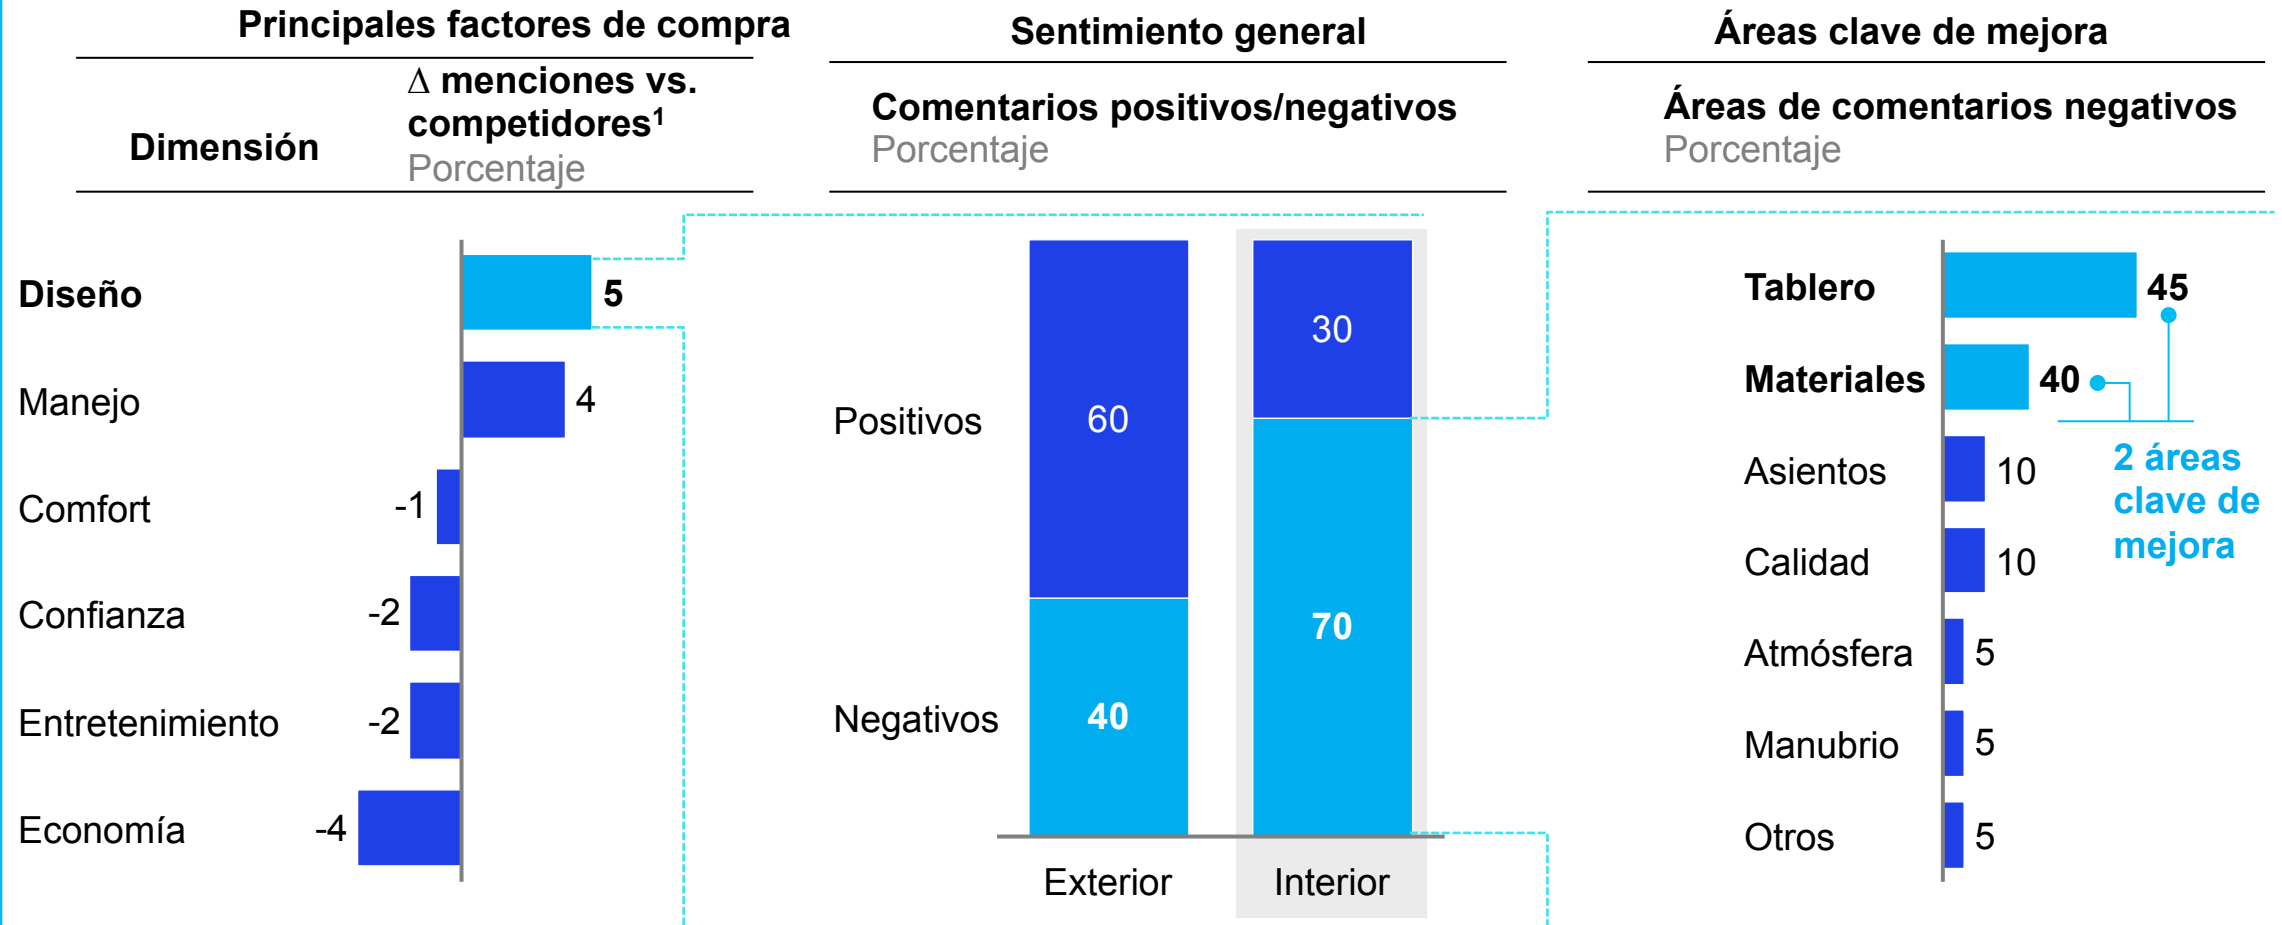 Principales factores de compra
Dimensión
∆ menciones vs.
competidores¹
Porcentaje
Diseño 5
Manejo 4
Comfort -1
Confianza -2
Entretenimiento -2
Economía -4
Sentimiento general
Comentarios positivos/negativos
Porcentaje
Positivos 60 30
Negativos 40 70
Exterior Interior
Áreas clave de mejora
Áreas de comentarios negativos
Porcentaje
Tablero 45
Materiales 40
Asientos 10
Calidad 10
Atmósfera 5
Manubrio 5
Otros 5
2 áreas
clave de
mejora